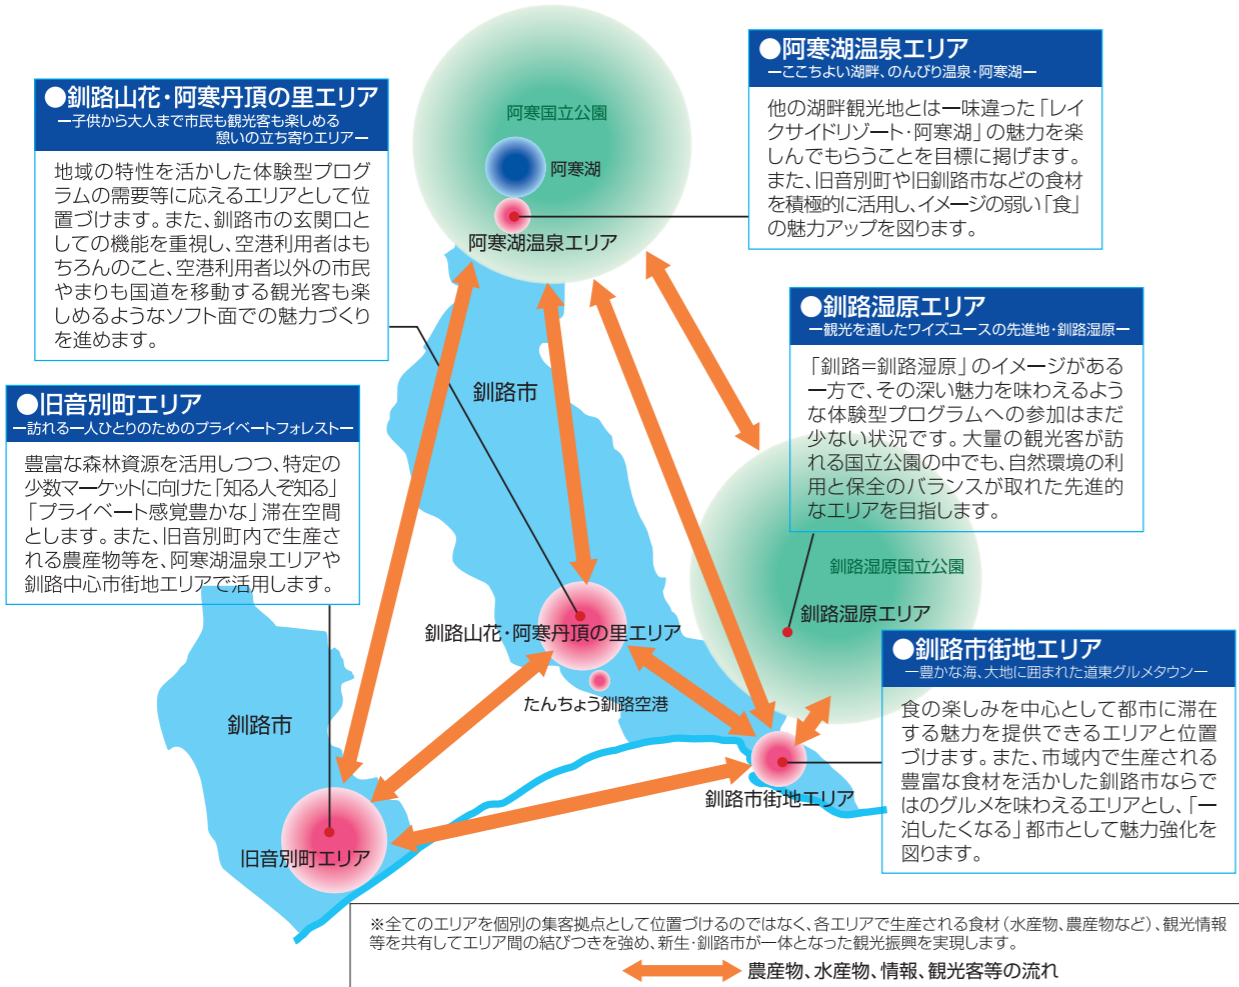 ●阿寒湖温泉エリア
ーここちよい湖畔、のんびり温泉・阿寒湖ー
他の湖畔観光地とは一味違った「レイ
クサイドリゾート・阿寒湖」の魅力を楽
しんでもらうことを目標に掲げます。
また、旧音別町や旧釧路市などの食材
を積極的に活用し、イメージの弱い「食」
の魅力アップを図ります。
●釧路山花・阿寒丹頂の里エリア
ー子供から大人まで市民も観光客も楽しめる
憩いの立ち寄りエリアー
地域の特性を活かした体験型プログ
ラムの需要等に応えるエリアとして位
置づけます。また、釧路市の玄関口と
しての機能を重視し、空港利用者はも
ちろんのこと、空港利用者以外の市民
やまりも国道を移動する観光客も楽
しめるようなソフト面での魅力づくり
を進めます。
阿寒国立公園
阿寒湖
阿寒湖温泉エリア
●釧路湿原エリア
ー観光を通したワイズユースの先進地・釧路湿原ー
「釧路=釧路湿原」のイメージがある
一方で、その深い魅力を味わえるよう
な体験型プログラムへの参加はまだ
少ない状況です。大量の観光客が訪
れる国立公園の中でも、自然環境の利
用と保全のバランスが取れた先進的
なエリアを目指します。
釧路市
●旧音別町エリア
ー訪れる一人ひとりのためのプライベートフォレストー
豊富な森林資源を活用しつつ、特定の
少数マーケットに向けた「知る人ぞ知る」
「プライベート感覚豊かな」滞在空間
とします。また、旧音別町内で生産さ
れる農産物等を、阿寒湖温泉エリアや
釧路中心市街地エリアで活用します。
釧路湿原国立公園
釧路湿原エリア
釧路山花・阿寒丹頂の里エリア
たんちょう釧路空港
●釧路市街地エリア
ー豊かな海、大地に囲まれた道東グルメタウンー
食の楽しみを中心として都市に滞在
する魅力を提供できるエリアと位置
づけます。また、市域内で生産される
豊富な食材を活かした釧路市ならで
はのグルメを味わえるエリアとし、「一
泊したくなる」都市として魅力強化を
図ります。
釧路市
釧路市街地エリア
旧音別町エリア
※全てのエリアを個別の集客拠点として位置づけるのではなく、各エリアで生産される食材(水産物、農産物など)、観光情報
等を共有してエリア間の結びつきを強め、新生・釧路市が一体となった観光振興を実現します。
農産物、水産物、情報、観光客等の流れ